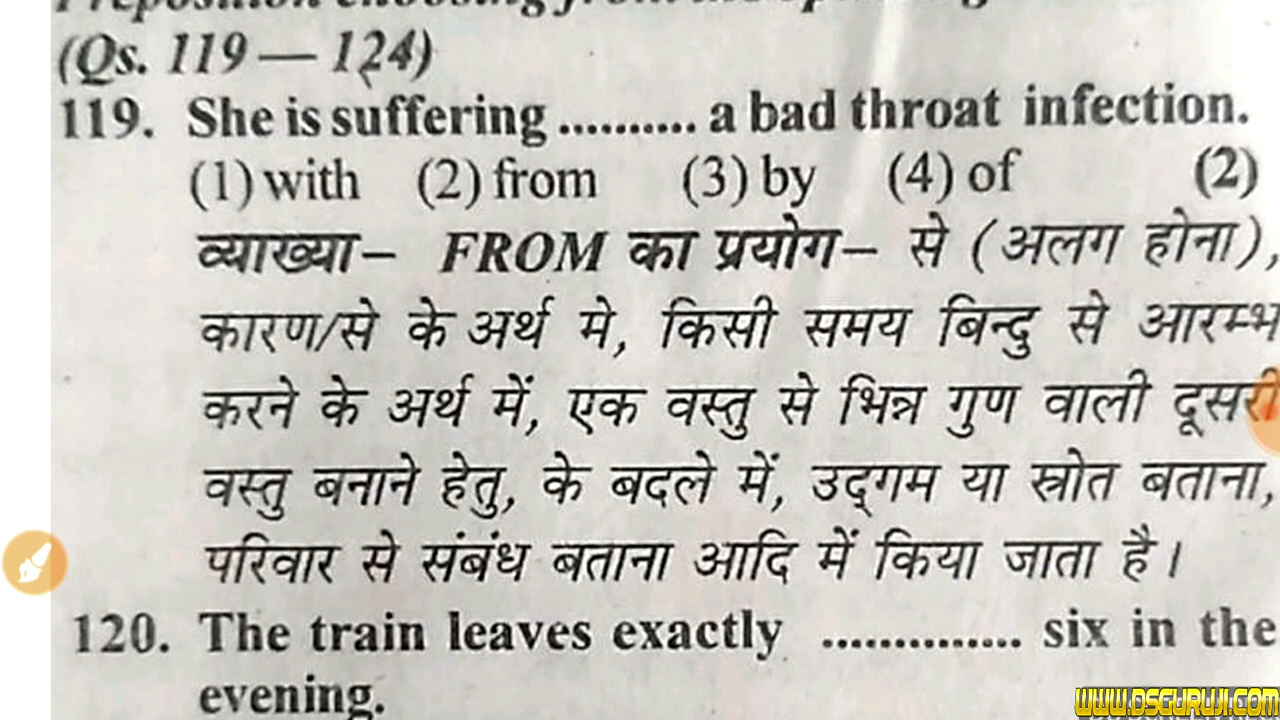 (Qs. 119 — 124)
119. She is suffering .......... a bad throat infection.
(1) with (2) from (3) by (4) of (2)
व्याख्या– FROM का प्रयोग– से (अलग होना),
कारण/से के अर्थ मे, किसी समय बिन्दु से आरम्भ
करने के अर्थ में, एक वस्तु से भिन्न गुण वाली दूसरी
वस्तु बनाने हेतु, के बदले में, उद्गम या स्रोत बताना,
परिवार से संबंध बताना आदि में किया जाता है।
120. The train leaves exactly .............. six in the
evening.
WWW.DSGURUJI.COM